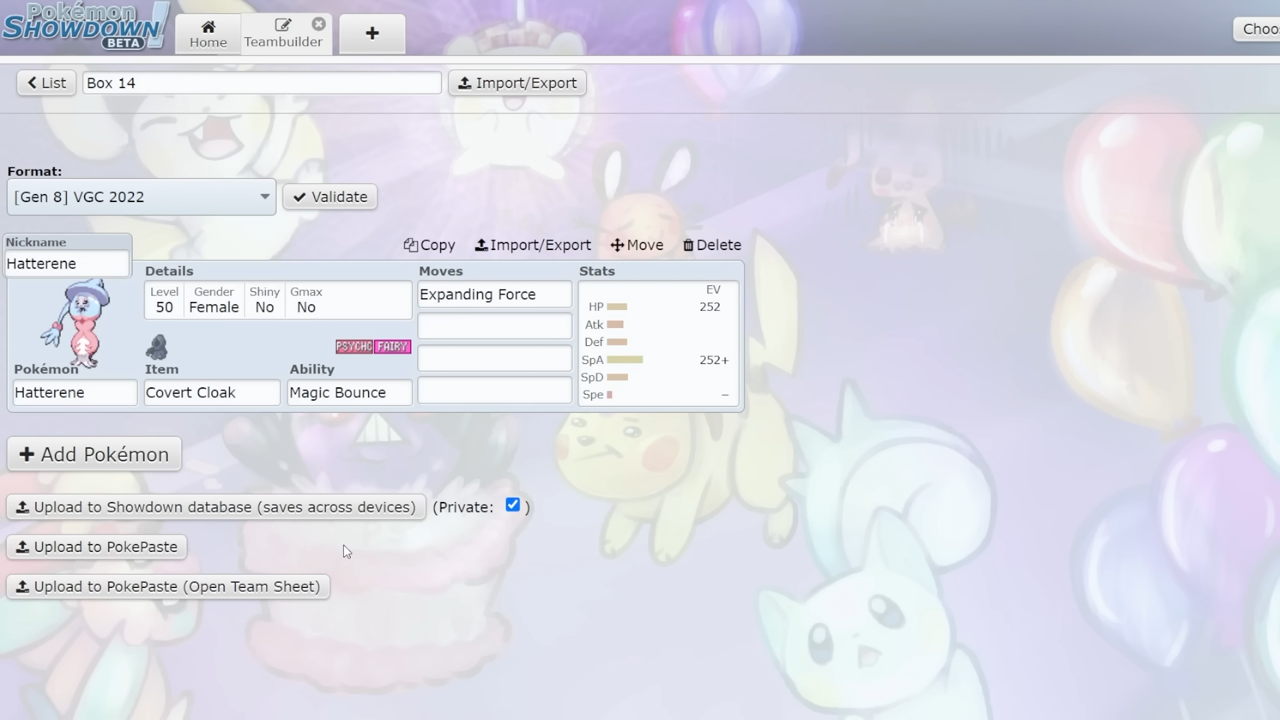 Pokémon
SHOWDOWN!
BETA
Home
Teambuilder
Choo
List
Box 14
Import/Export
Format:
[Gen 8] VGC 2022
Validate
Nickname
Hatterene
Copy
Import/Export
Move
Delete
Details
Level
Gender
Shiny
Gmax
50
Female
No
No
PSYCHC
FAIRY
Pokémon
Item
Ability
Hatterene
Covert Cloak
Magic Bounce
Moves
Expanding Force
Stats
EV
HP 252
Atk
Def
SpA 252+
SpD
Spe −
Add Pokémon
Upload to Showdown database (saves across devices)
(Private: )
Upload to PokePaste
Upload to PokePaste (Open Team Sheet)